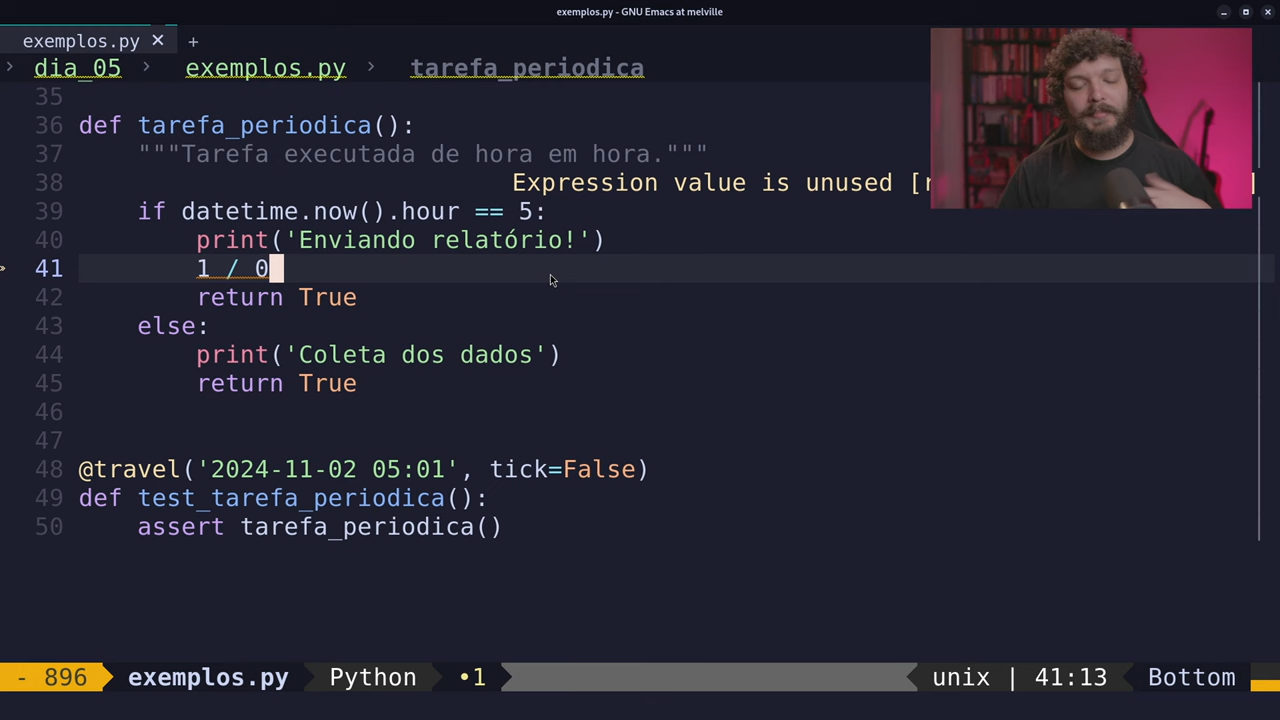 exemplos.py - GNU Emacs at melville
exemplos.py × +
dia_05 > exemplos.py > tarefa_periodica
35
36 def tarefa_periodica():
37     """Tarefa executada de hora em hora."""
38 Expression value is unused [
39     if datetime.now().hour == 5:
40         print('Enviando relatório!')
41         1 / 0
42         return True
43     else:
44         print('Coleta dos dados')
45         return True
46
47
48 @travel('2024-11-02 05:01', tick=False)
49 def test_tarefa_periodica():
50     assert tarefa_periodica()
- 896 exemplos.py Python •1 unix | 41:13 Bottom